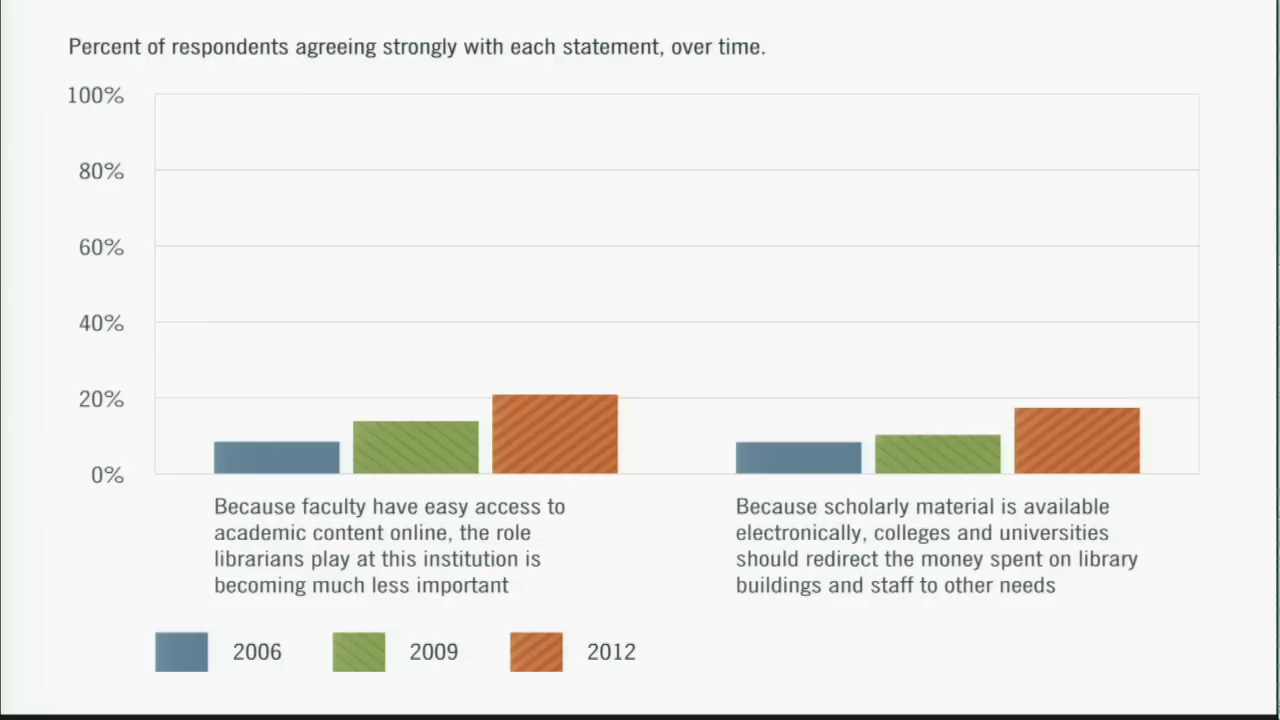 Percent of respondents agreeing strongly with each statement, over time.
100%
80%
60%
40%
20%
0%
Because faculty have easy access to
academic content online, the role
librarians play at this institution is
becoming much less important
Because scholarly material is available
electronically, colleges and universities
should redirect the money spent on library
buildings and staff to other needs
2006
2009
2012